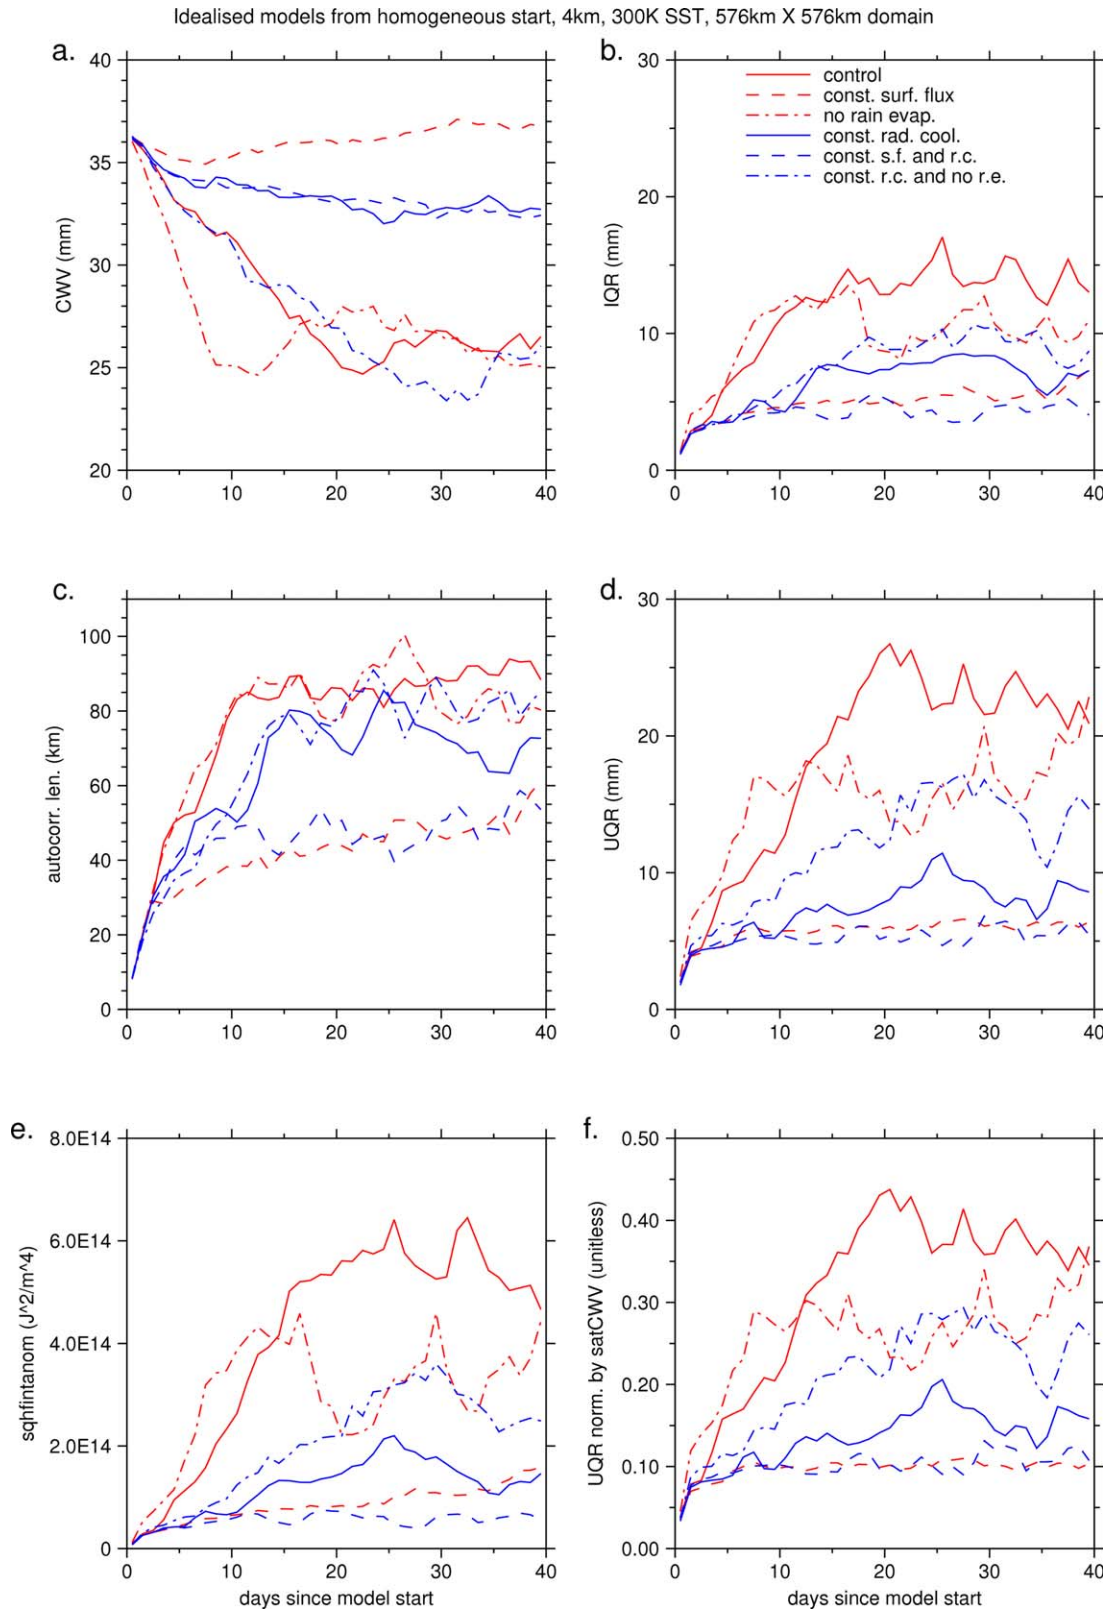 Idealised models from homogeneous start, 4km, 300K SST, 576km X 576km domain
a.
CWV (mm)
40
35
30
25
20
0 10 20 30 40
b.
IQR (mm)
30
20
10
0
0 10 20 30 40
control
const. surf. flux
no rain evap.
const. rad. cool.
const. s.f. and r.c.
const. r.c. and no r.e.
c.
autocorr. len. (km)
100
80
60
40
20
0
0 10 20 30 40
d.
UQR (mm)
30
20
10
0
0 10 20 30 40
e.
sqhfintanom (J^2/m^4)
8.0E14
6.0E14
4.0E14
2.0E14
0
0 10 20 30 40
days since model start
f.
UQR norm. by satCWV (unitless)
0.50
0.40
0.30
0.20
0.10
0.00
0 10 20 30 40
days since model start